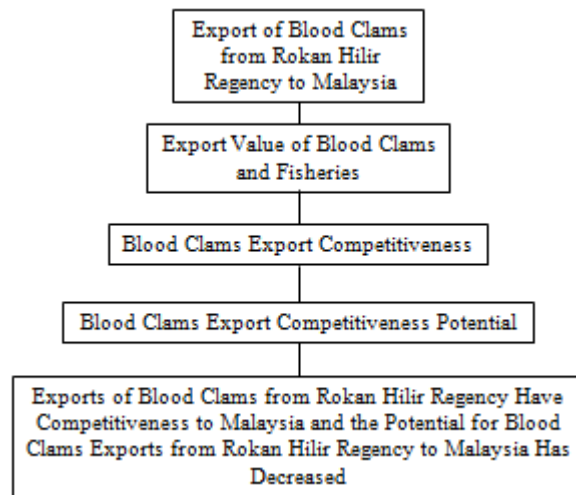 Export of Blood Clams
from Rokan Hilir
Regency to Malaysia
Export Value of Blood Clams
and Fisheries
Blood Clams Export Competitiveness
Blood Clams Export Competitiveness Potential
Exports of Blood Clams from Rokan Hilir Regency Have
Competitiveness to Malaysia and the Potential for Blood
Clams Exports from Rokan Hilir Regency to Malaysia Has
Decreased